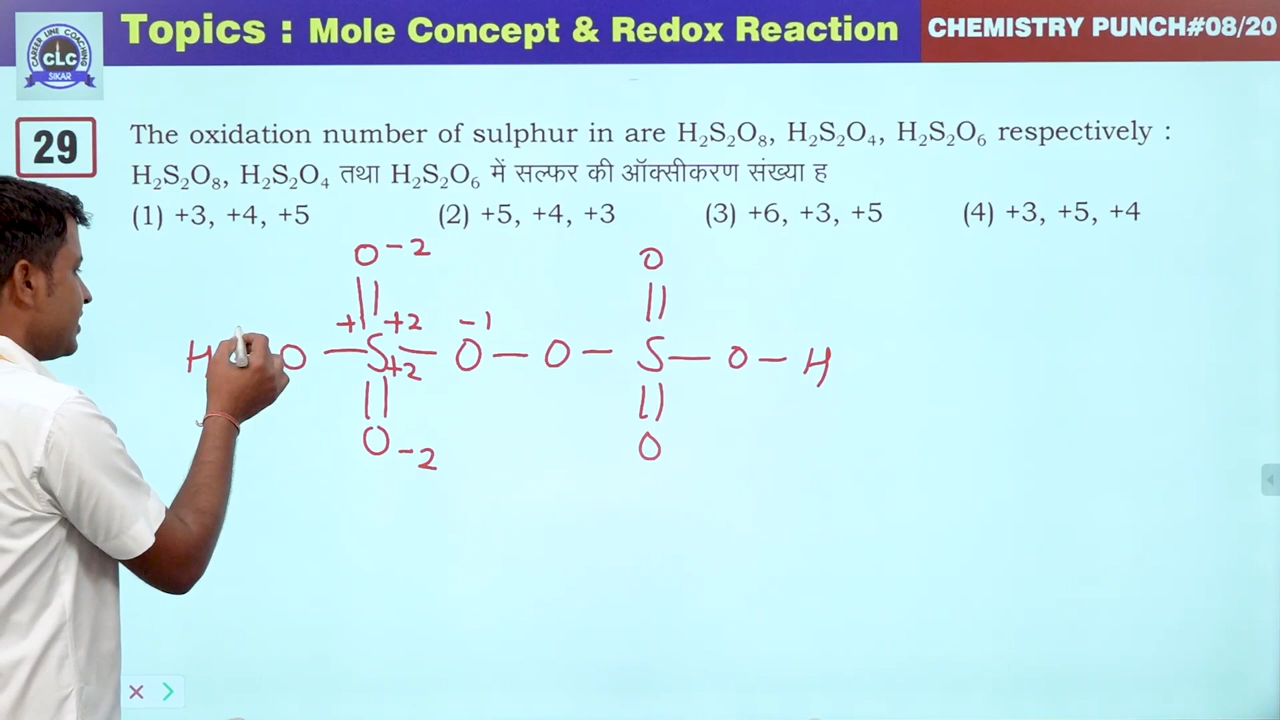 Topics : Mole Concept & Redox Reaction
CHEMISTRY PUNCH#08/20
CAREER LINE COACHING
CLC
SIKAR
29
The oxidation number of sulphur in are H₂S₂O₈, H₂S₂O₄, H₂S₂O₆ respectively :
H₂S₂O₈, H₂S₂O₄ तथा H₂S₂O₆ में सल्फर की ऑक्सीकरण संख्या ह
(1) +3, +4, +5 (2) +5, +4, +3 (3) +6, +3, +5 (4) +3, +5, +4
O -2 O
|| ||
+1 +2 -1
H O — S — O — O — S — O — H
+2
|| ||
O -2 O